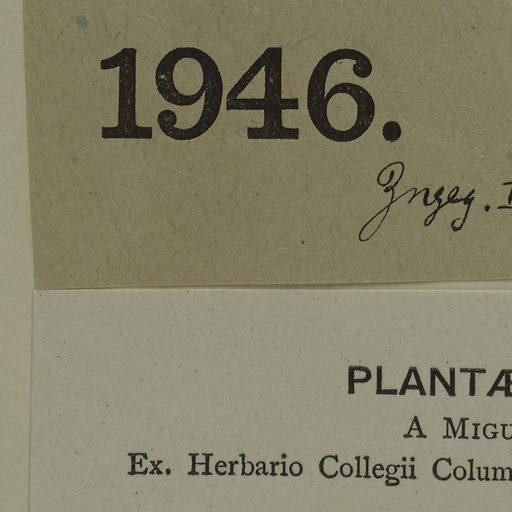 1946.
PLANTÆ
A MIGU
Ex. Herbario Collegii Colum